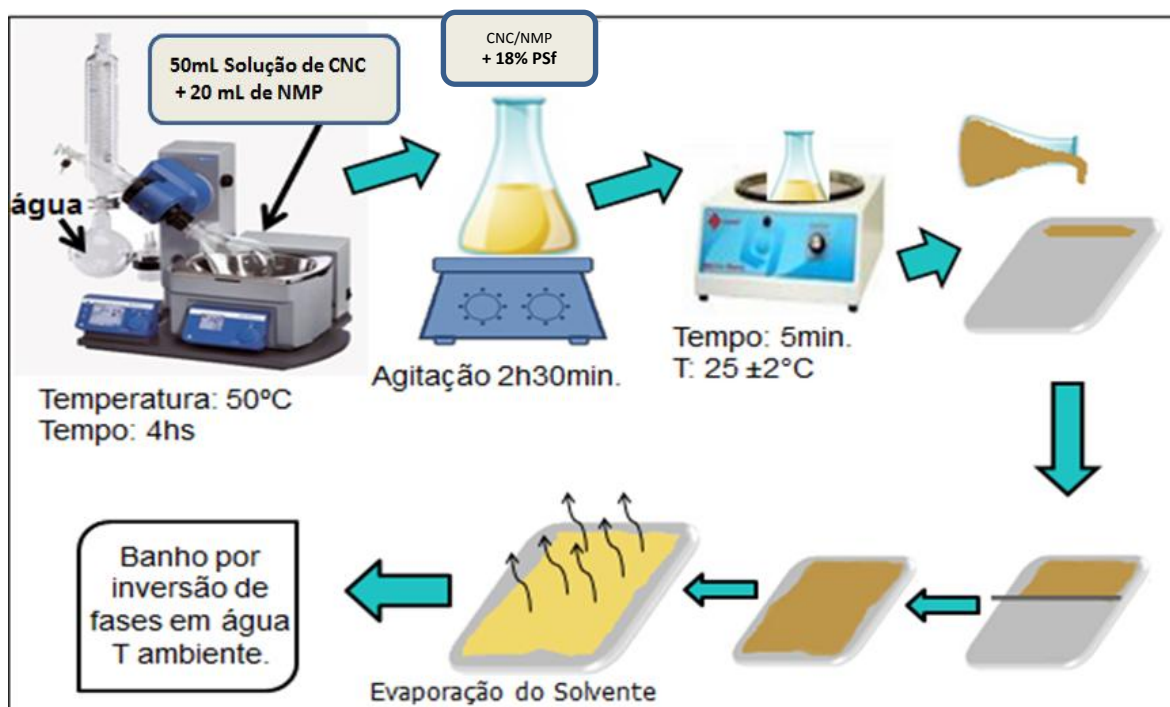 50mL Solução de CNC
+ 20 mL de NMP
CNC/NMP
+ 18% PSf
água
Temperatura: 50ºC
Tempo: 4hs
Agitação 2h30min.
Tempo: 5min.
T: 25 ±2°C
Banho por
inversão de
fases em água
T ambiente.
Evaporação do Solvente